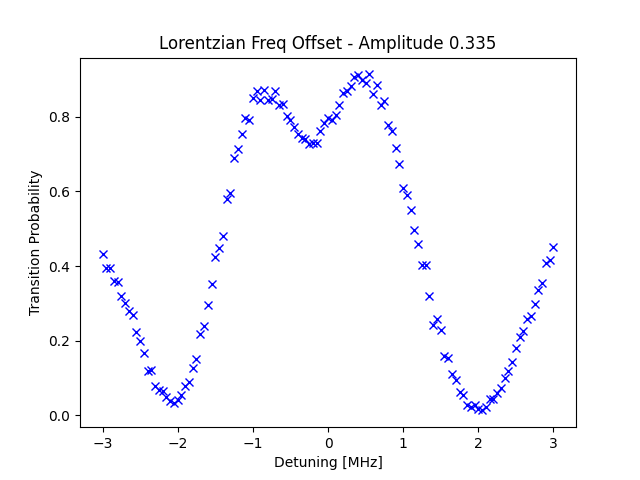 Lorentzian Freq Offset - Amplitude 0.335
Transition Probability
0.8
0.6
0.4
0.2
0.0
−3 −2 −1 0 1 2 3
Detuning [MHz]